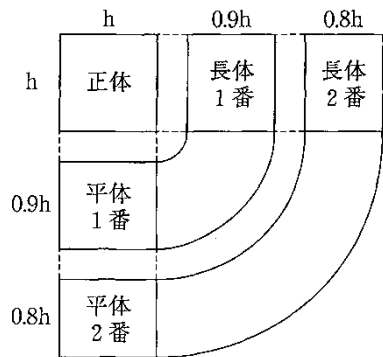 h 0.9h 0.8h
h 正体 長体 長体
1番 2番
0.9h 平体
1番
0.8h 平体
2番